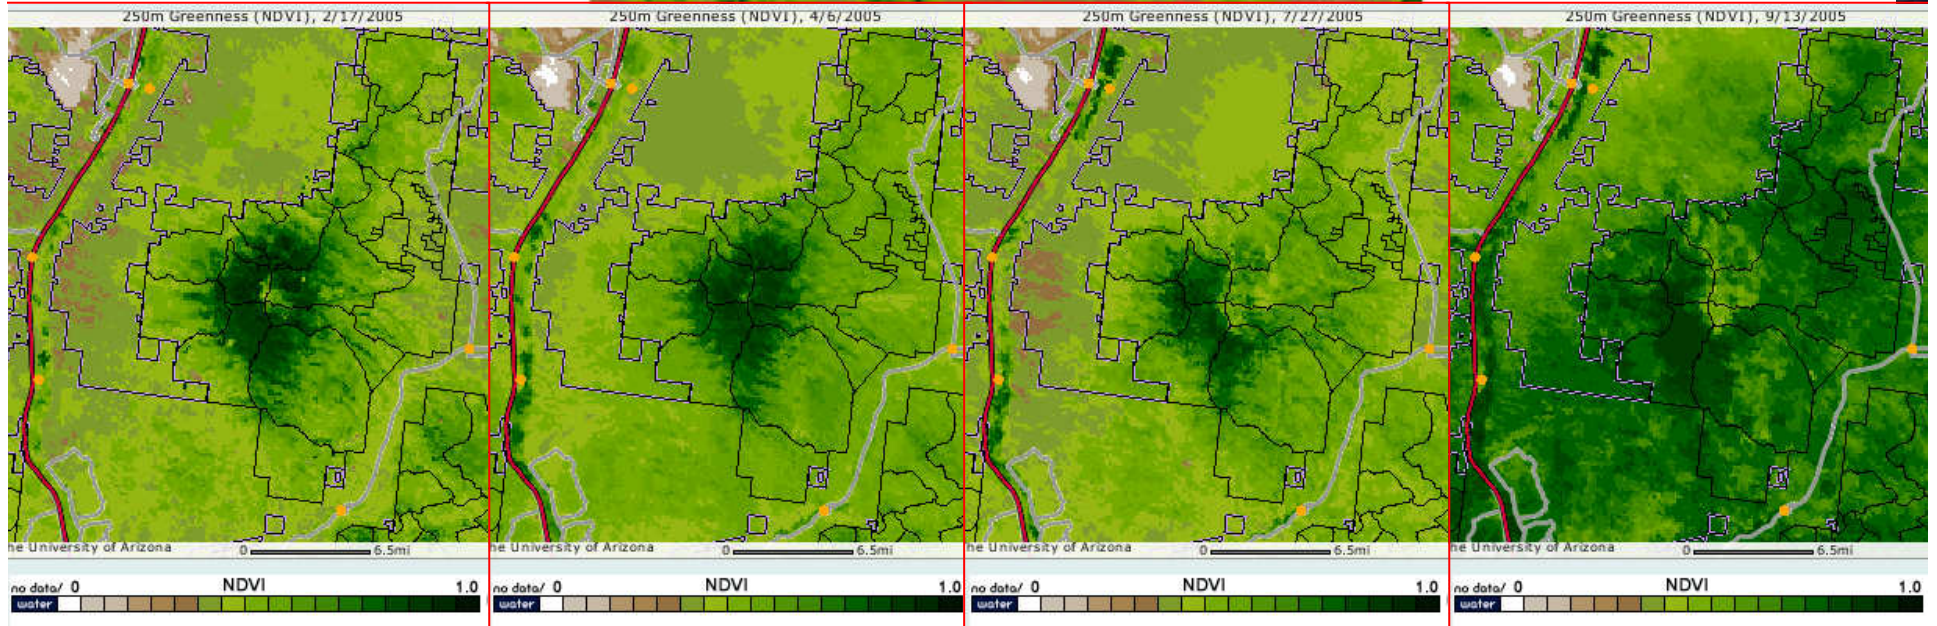 250m Greenness (NDVI), 2/17/2005
he University of Arizona
0 6.5mi
no data/ 0 NDVI 1.0
water
250m Greenness (NDVI), 4/6/2005
he University of Arizona
0 6.5mi
no data/ 0 NDVI 1.0
water
250m Greenness (NDVI), 7/27/2005
he University of Arizona
0 6.5mi
no data/ 0 NDVI 1.0
water
250m Greenness (NDVI), 9/13/2005
he University of Arizona
0 6.5mi
no data/ 0 NDVI 1.0
water